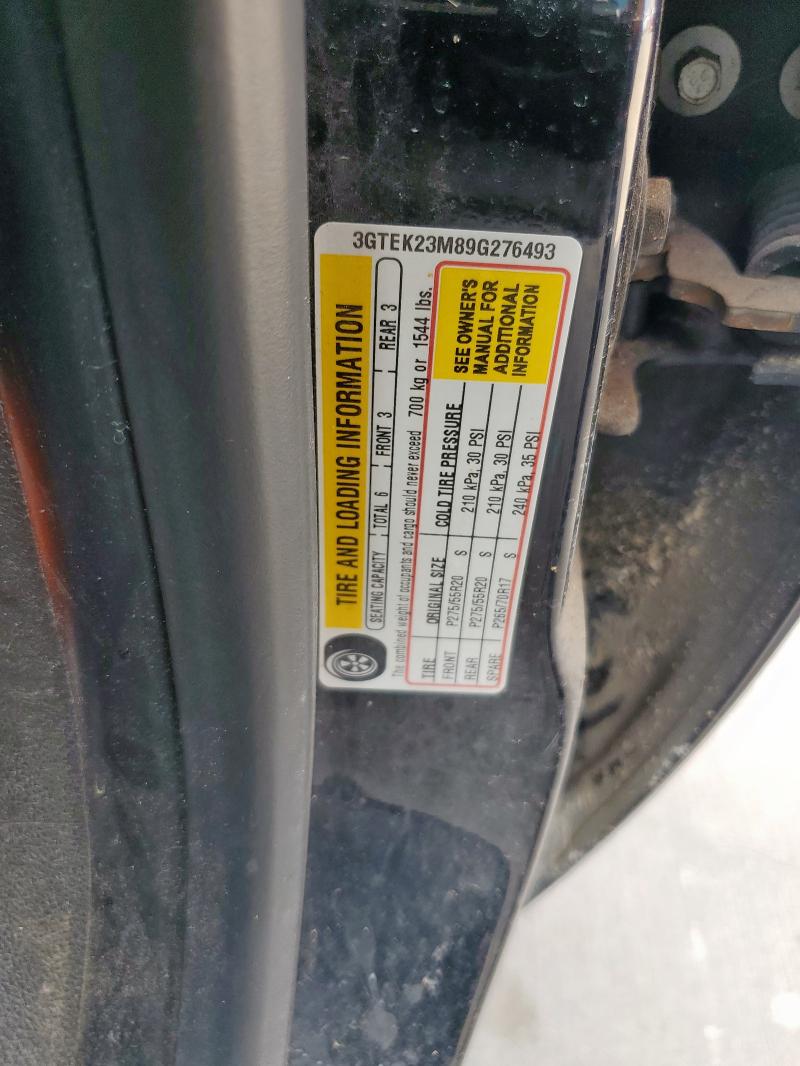 3GTEK23M89G276493
TIRE AND LOADING INFORMATION
SEATING CAPACITY TOTAL 6 FRONT 3 REAR 3
The combined weight of occupants and cargo should never exceed 700 kg or 1544 lbs.
TIRE ORIGINAL SIZE COLD TIRE PRESSURE
FRONT P275/55R20 S 210 kPa, 30 PSI
REAR P275/55R20 S 210 kPa, 30 PSI
SPARE P265/70R17 S 240 kPa, 35 PSI
SEE OWNER'S
MANUAL FOR
ADDITIONAL
INFORMATION